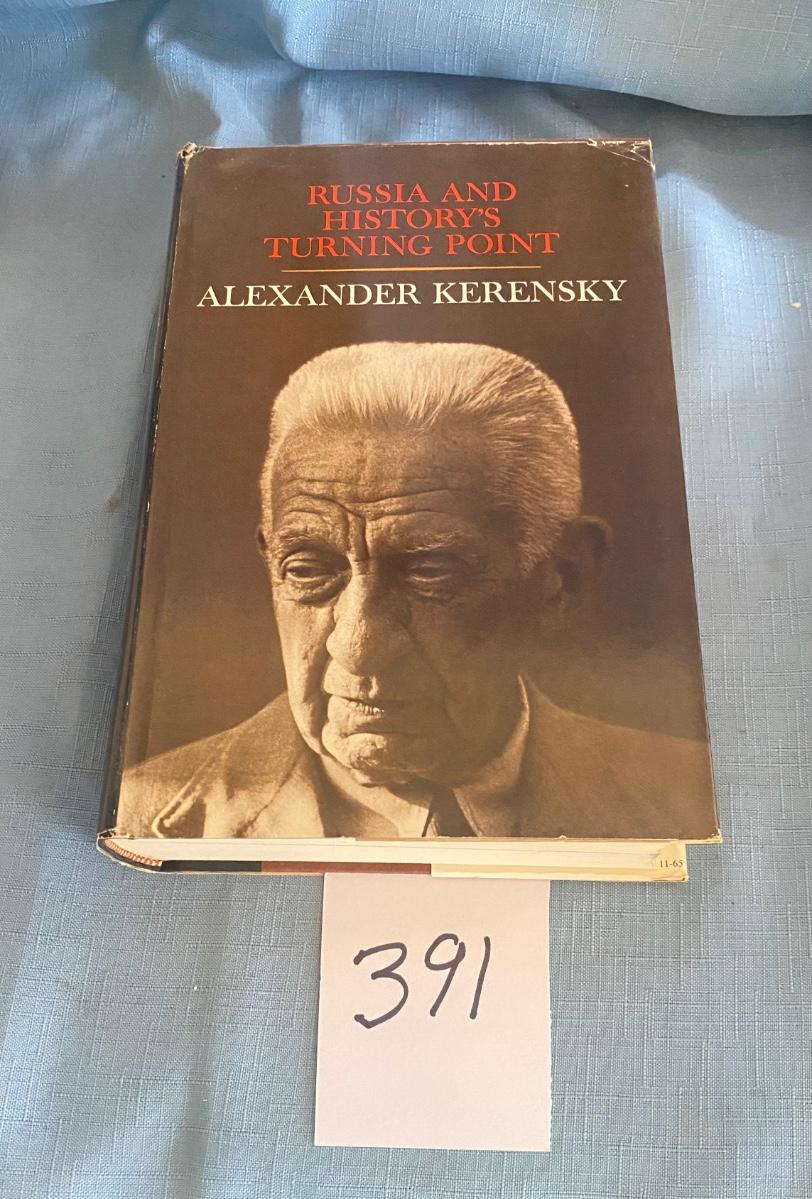 RUSSIA AND
HISTORY'S
TURNING POINT
ALEXANDER KERENSKY
11-65
391